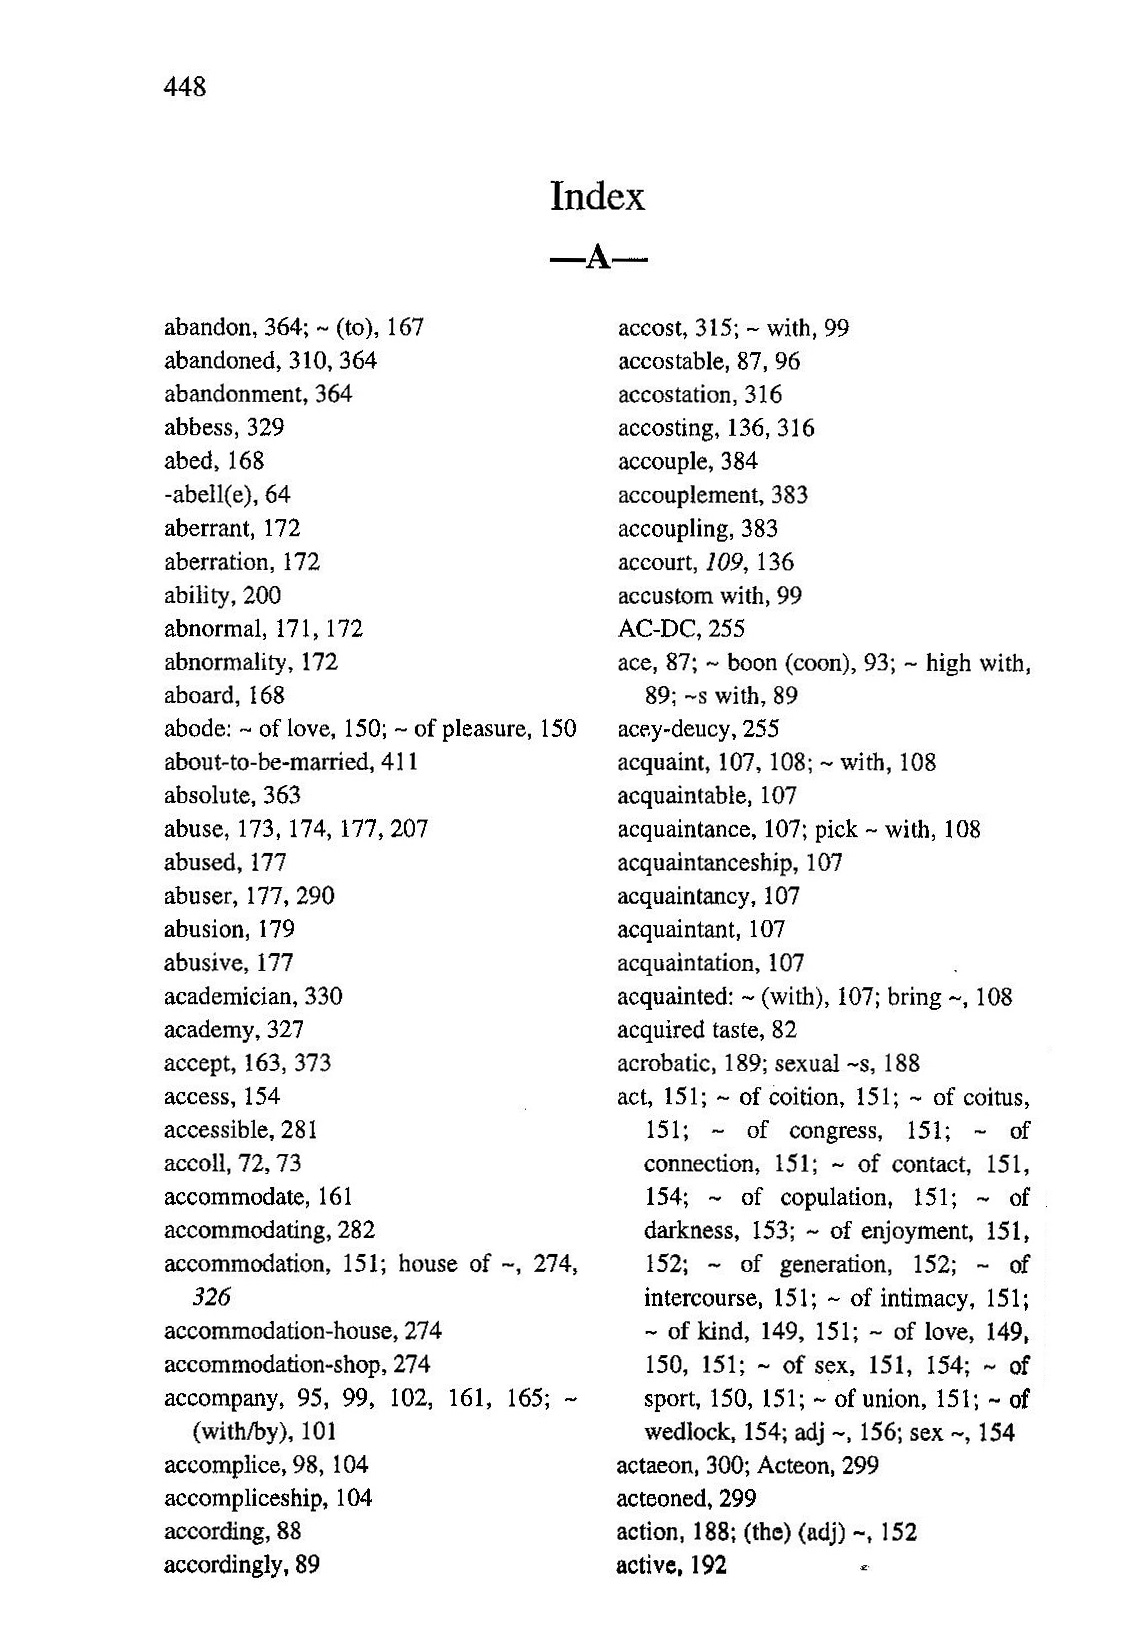 448
Index
—A—
abandon, 364; ~ (to), 167
abandoned, 310, 364
abandonment, 364
abbess, 329
abed, 168
-abell(e), 64
aberrant, 172
aberration, 172
ability, 200
abnormal, 171, 172
abnormality, 172
aboard, 168
abode: ~ of love, 150; ~ of pleasure, 150
about-to-be-married, 411
absolute, 363
abuse, 173, 174, 177, 207
abused, 177
abuser, 177, 290
abusion, 179
abusive, 177
academician, 330
academy, 327
accept, 163, 373
access, 154
accessible, 281
accoll, 72, 73
accommodate, 161
accommodating, 282
accommodation, 151; house of ~, 274,
326
accommodation-house, 274
accommodation-shop, 274
accompany, 95, 99, 102, 161, 165; ~
(with/by), 101
accomplice, 98, 104
accompliceship, 104
according, 88
accordingly, 89
accost, 315; ~ with, 99
accostable, 87, 96
accostation, 316
accosting, 136, 316
accouple, 384
accouplement, 383
accoupling, 383
accourt, 109, 136
accustom with, 99
AC-DC, 255
ace, 87; ~ boon (coon), 93; ~ high with,
89; ~s with, 89
acey-deucy, 255
acquaint, 107, 108; ~ with, 108
acquaintable, 107
acquaintance, 107; pick ~ with, 108
acquaintanceship, 107
acquaintancy, 107
acquaintant, 107
acquaintation, 107
acquainted: ~ (with), 107; bring ~, 108
acquired taste, 82
acrobatic, 189; sexual ~s, 188
act, 151; ~ of coition, 151; ~ of coitus,
151; ~ of congress, 151; ~ of
connection, 151; ~ of contact, 151,
154; ~ of copulation, 151; ~ of
darkness, 153; ~ of enjoyment, 151,
152; ~ of generation, 152; ~ of
intercourse, 151; ~ of intimacy, 151;
~ of kind, 149, 151; ~ of love, 149,
150, 151; ~ of sex, 151, 154; ~ of
sport, 150, 151; ~ of union, 151; ~ of
wedlock, 154; adj ~, 156; sex ~, 154
actaeon, 300; Acteon, 299
acteoned, 299
action, 188; (the) (adj) ~, 152
active, 192